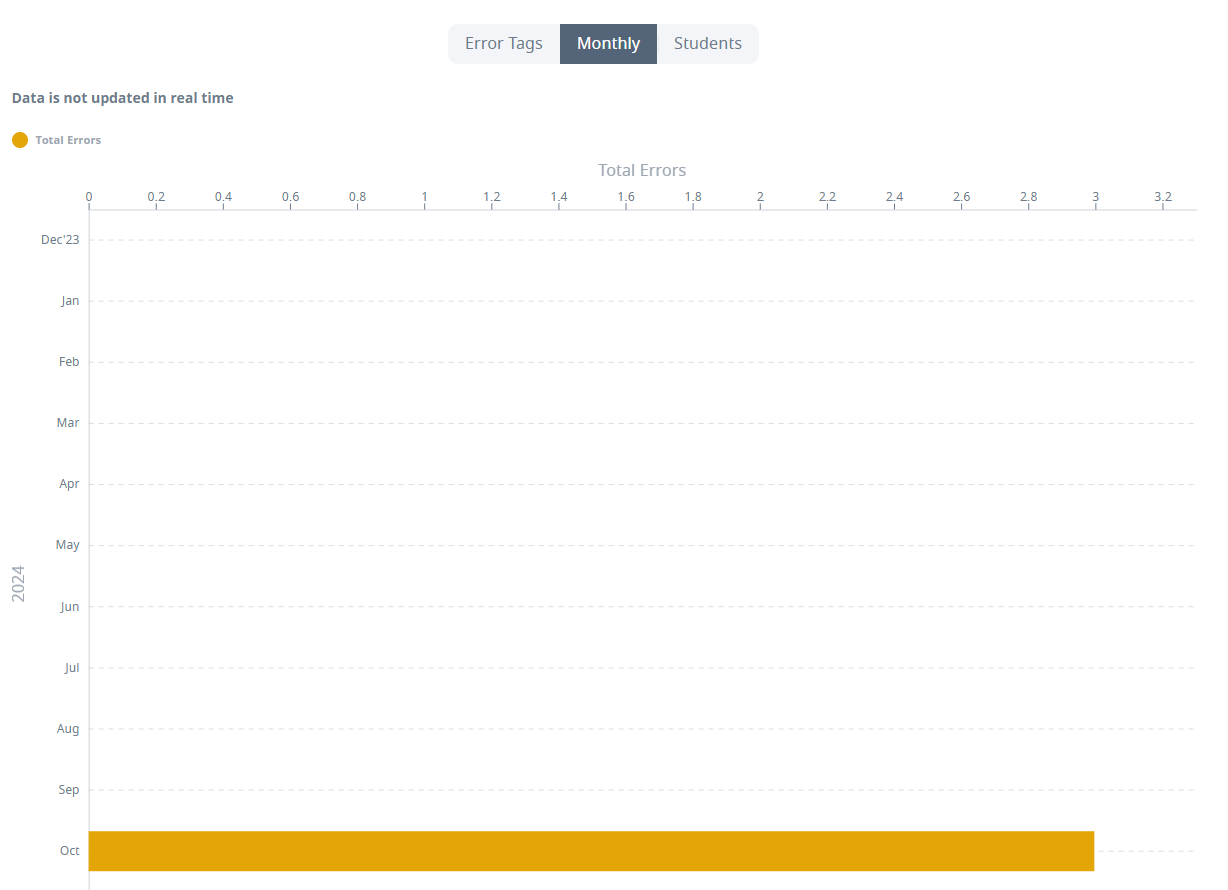 Error Tags Monthly Students
Data is not updated in real time
Total Errors
Total Errors
0 0.2 0.4 0.6 0.8 1 1.2 1.4 1.6 1.8 2 2.2 2.4 2.6 2.8 3 3.2
Dec'23
Jan
Feb
Mar
Apr
May
2024
Jun
Jul
Aug
Sep
Oct